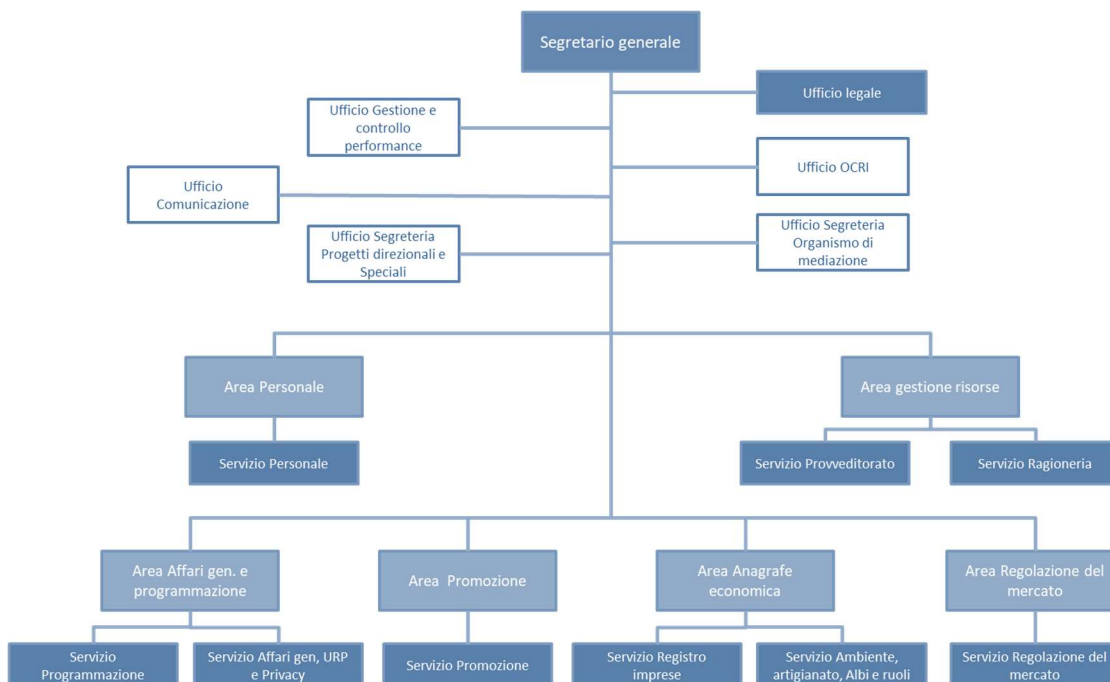 Segretario generale
Ufficio legale
Ufficio Gestione e
controllo
performance
Ufficio OCRI
Ufficio
Comunicazione
Ufficio Segreteria
Progetti direzionali e
Speciali
Ufficio Segreteria
Organismo di
mediazione
Area Personale
Area gestione risorse
Servizio Personale
Servizio Provveditorato
Servizio Ragioneria
Area Affari gen. e
programmazione
Area Promozione
Area Anagrafe
economica
Area Regolazione del
mercato
Servizio
Programmazione
Servizio Affari gen, URP
e Privacy
Servizio Promozione
Servizio Registro
imprese
Servizio Ambiente,
artigianato, Albi e ruoli
Servizio Regolazione del
mercato